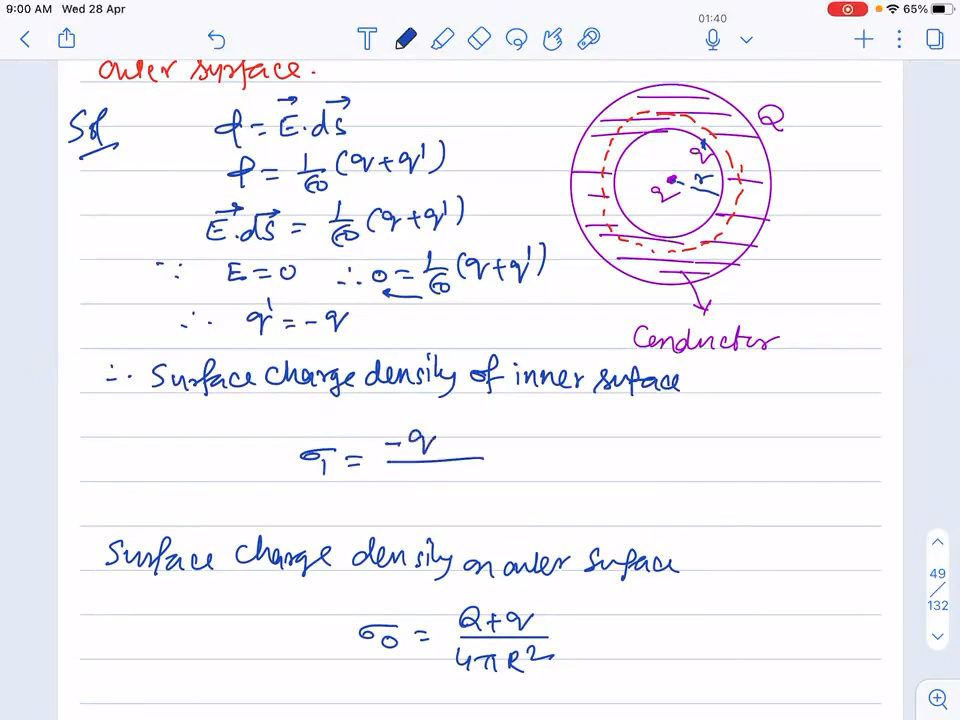 9:00 AM Wed 28 Apr
65%
01:40
T
outer surface.
Sol
ϕ = E⃗.dS⃗
ϕ = 1/ε0 (q+q')
E⃗.dS⃗ = 1/ε0 (q+q')
∵ E=0 ∴ 0 = 1/ε0 (q+q')
∴ q' = -q
∴ Surface charge density of inner suface
σI = -q
Surface charge density on outer surface
σ0 = Q+q / 4πR²
Q
q'
q
r
Conductor
49
/
132